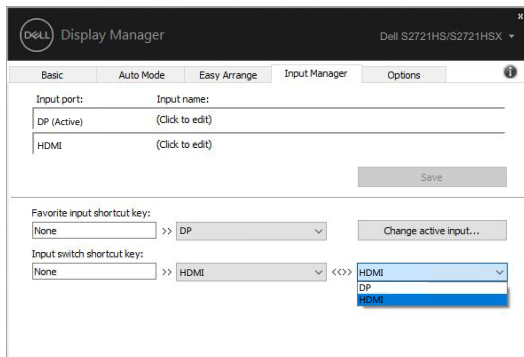 DELL Display Manager Dell S2721HS/S2721HSX
x
Basic Auto Mode Easy Arrange Input Manager Options
Input port: Input name:
DP (Active) (Click to edit)
HDMI (Click to edit)
Save
Favorite input shortcut key:
None >> DP Change active input...
Input switch shortcut key:
None >> HDMI <<>> HDMI
DP
HDMI